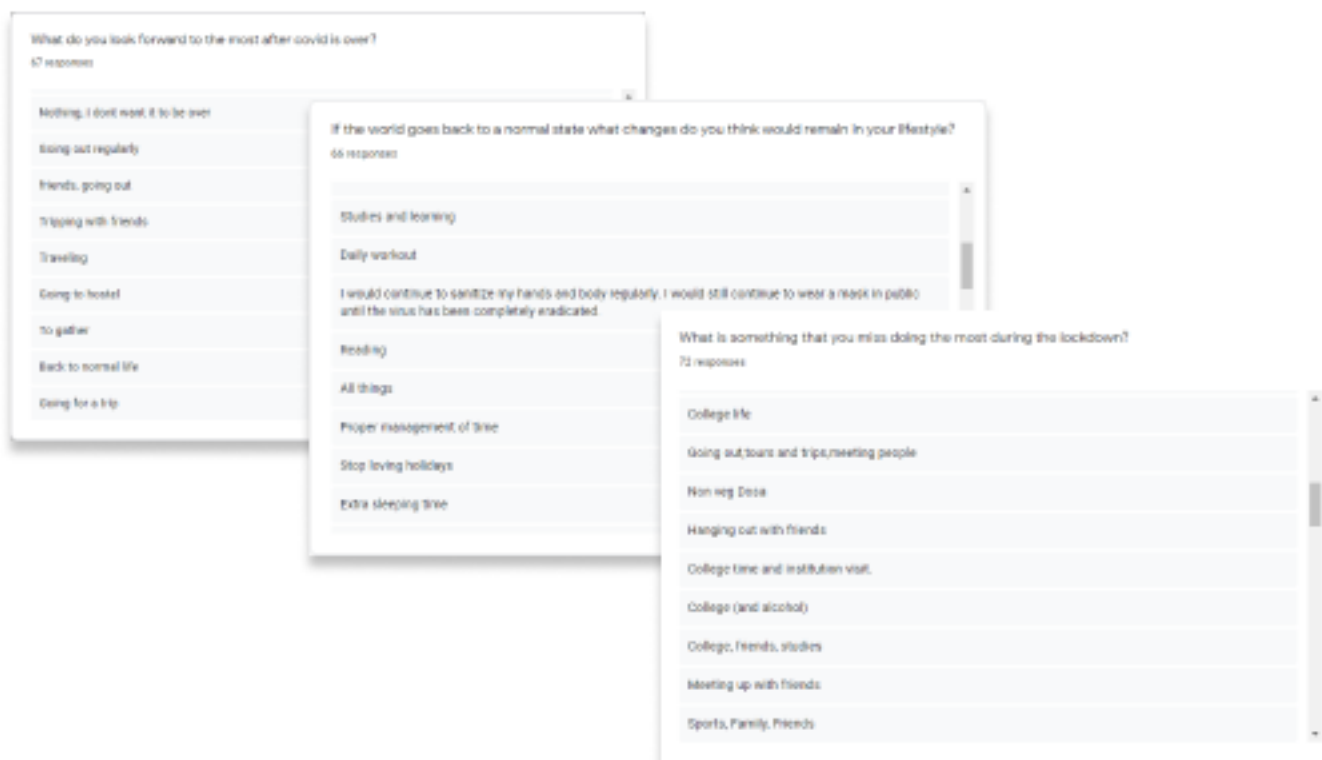 What do you look forward to the most after covid is over?
67 responses
Nothing, I dont want it to be over
Going out regularly
friends, going out
Tripping with friends
Traveling
Going to hostel
To gather
Back to normal life
Going for a trip
If the world goes back to a normal state what changes do you think would remain in your lifestyle?
66 responses
Studies and learning
Daily workout
I would continue to sanitize my hands and body regularly. I would still continue to wear a mask in public
until the virus has been completely eradicated.
Reading
All things
Proper management of time
Stop loving holidays
Extra sleeping time
What is something that you miss doing the most during the lockdown?
72 responses
College life
Going out,tours and trips,meeting people
Non veg Dosa
Hanging out with friends
College time and institution visit.
College (and alcohol)
College, friends, studies
Meeting up with friends
Sports, Family, Friends